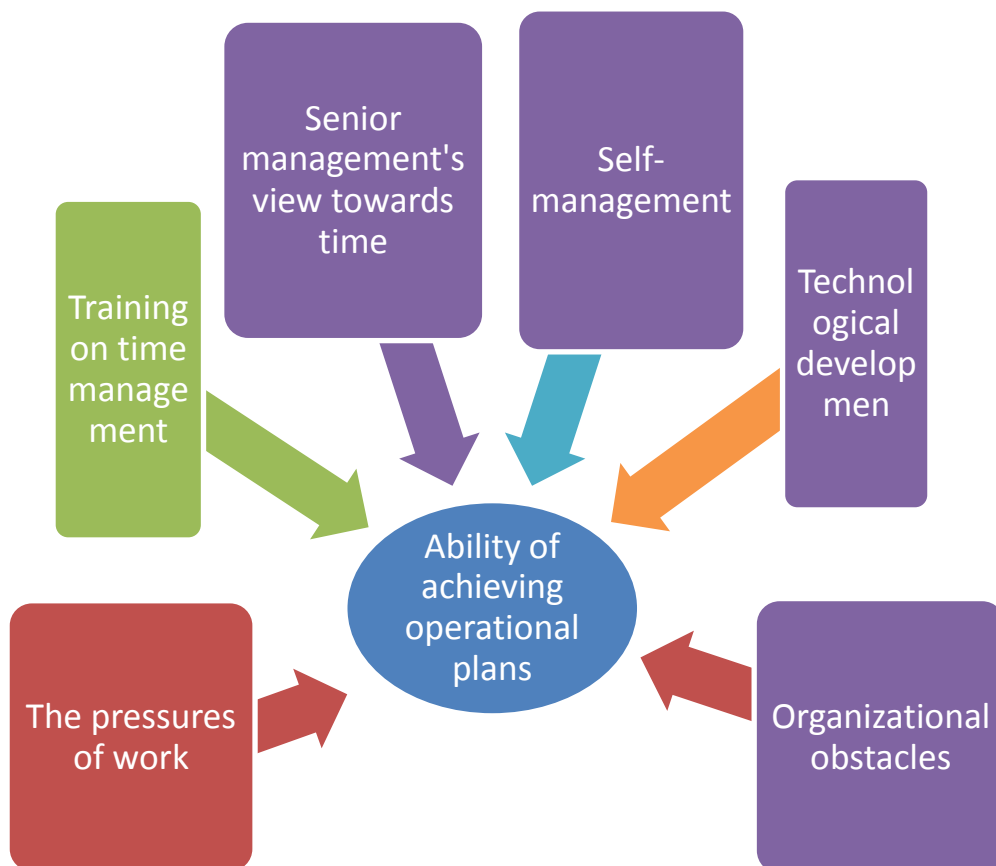 Senior
management's
view towards
time
Self-
management
Training
on time
manage
ment
Technol
ogical
develop
men
Ability of
achieving
operational
plans
The pressures
of work
Organizational
obstacles